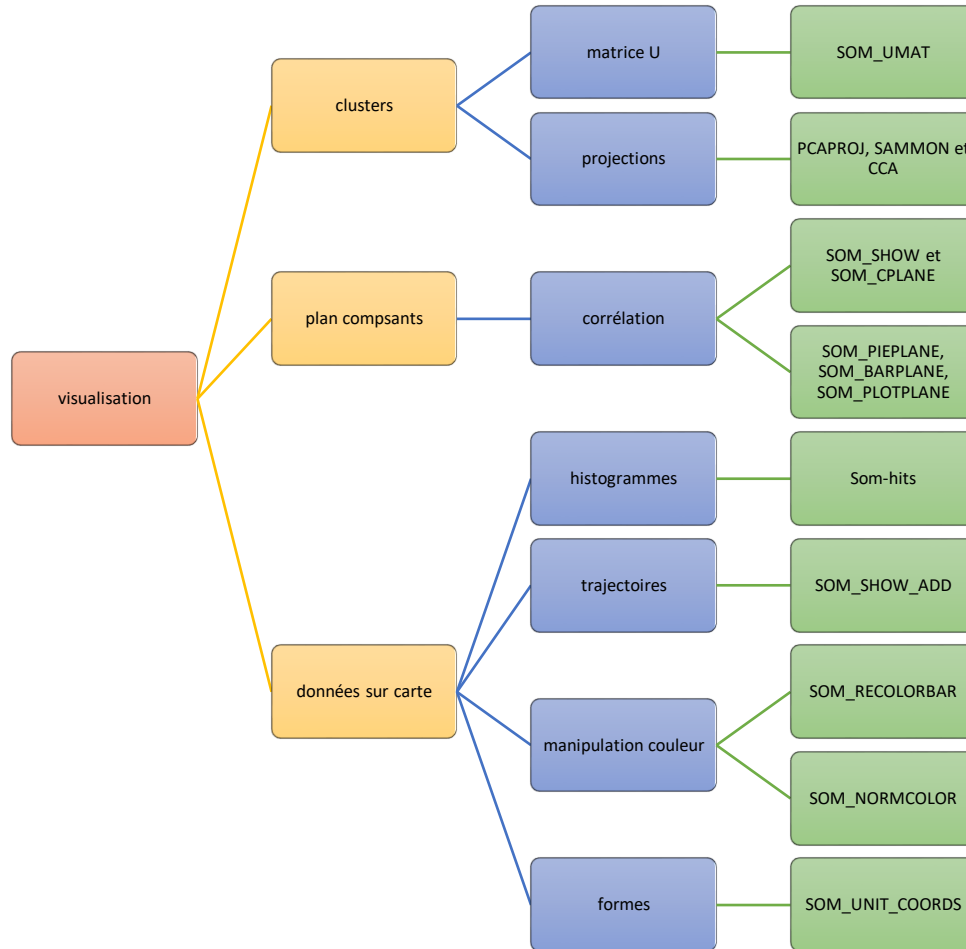 visualisation
clusters
matrice U
SOM_UMAT
projections
PCAPROJ, SAMMON et
CCA
plan compsants
corrélation
SOM_SHOW et
SOM_CPLANE
SOM_PIEPLANE,
SOM_BARPLANE,
SOM_PLOTPLANE
données sur carte
histogrammes
Som-hits
trajectoires
SOM_SHOW_ADD
manipulation couleur
SOM_RECOLORBAR
SOM_NORMCOLOR
formes
SOM_UNIT_COORDS